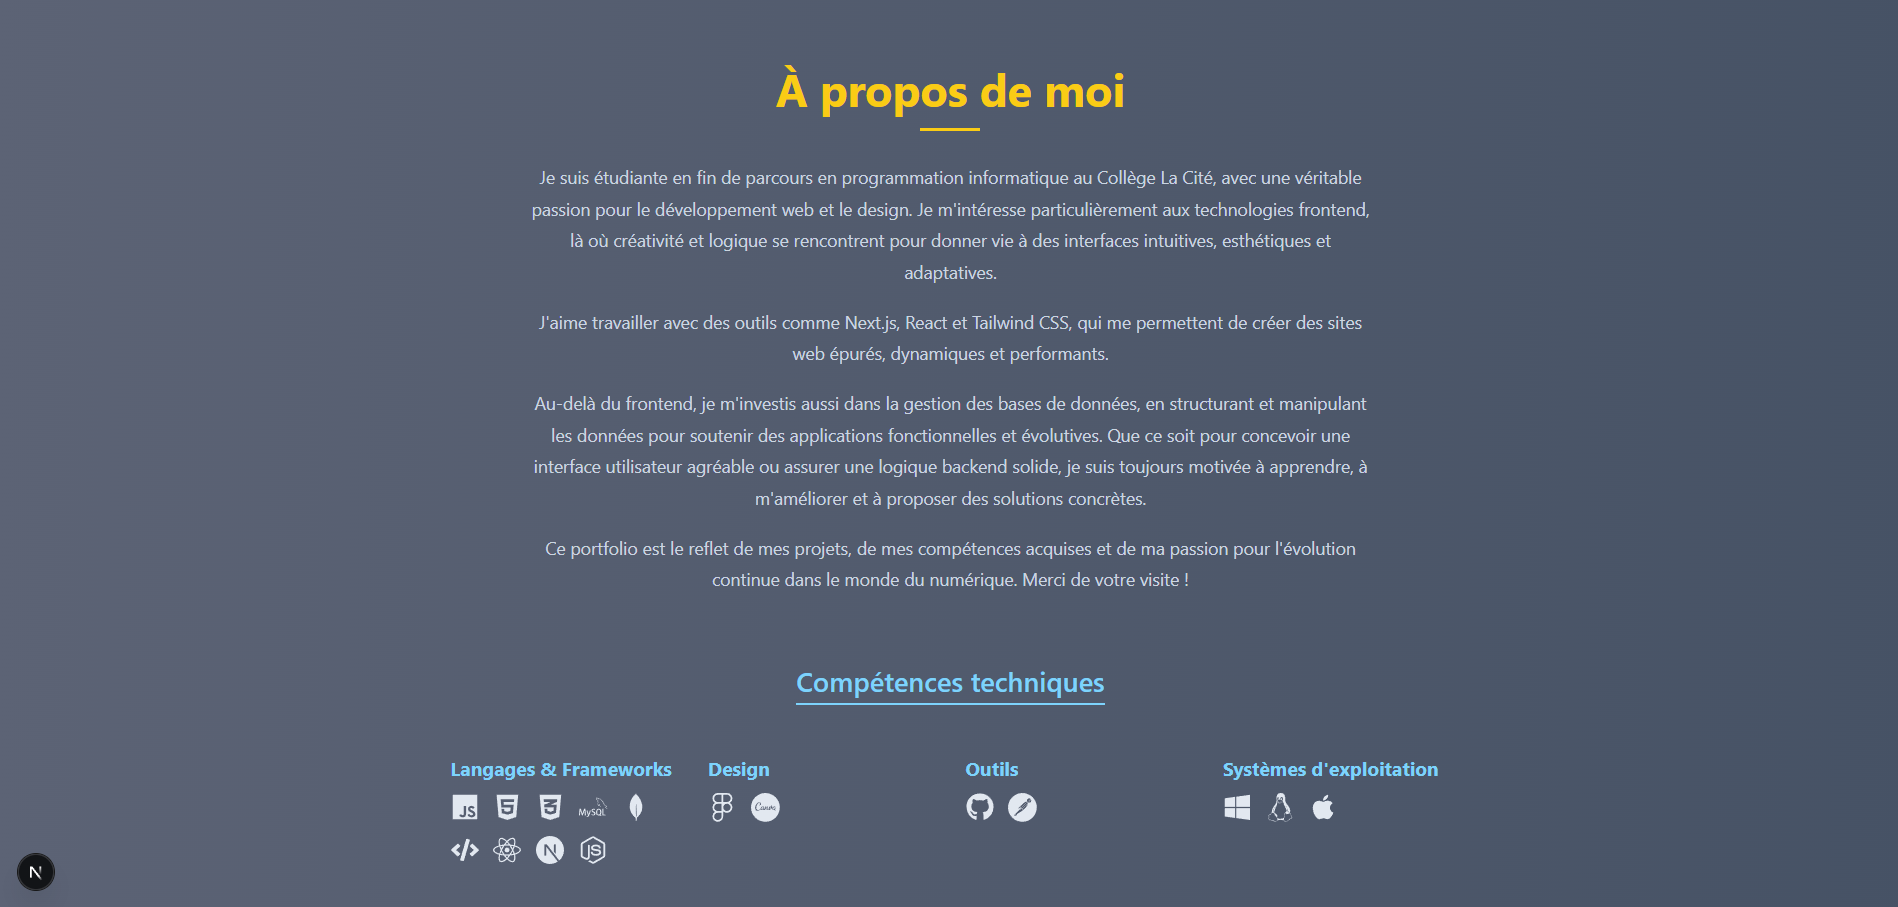 À propos de moi
Je suis étudiante en fin de parcours en programmation informatique au Collège La Cité, avec une véritable
passion pour le développement web et le design. Je m'intéresse particulièrement aux technologies frontend,
là où créativité et logique se rencontrent pour donner vie à des interfaces intuitives, esthétiques et
adaptatives.
J'aime travailler avec des outils comme Next.js, React et Tailwind CSS, qui me permettent de créer des sites
web épurés, dynamiques et performants.
Au-delà du frontend, je m'investis aussi dans la gestion des bases de données, en structurant et manipulant
les données pour soutenir des applications fonctionnelles et évolutives. Que ce soit pour concevoir une
interface utilisateur agréable ou assurer une logique backend solide, je suis toujours motivée à apprendre, à
m'améliorer et à proposer des solutions concrètes.
Ce portfolio est le reflet de mes projets, de mes compétences acquises et de ma passion pour l'évolution
continue dans le monde du numérique. Merci de votre visite !
Compétences techniques
Langages & Frameworks
JS 5 3 MySQL
</> N JS
Design
Canva
Outils
Systèmes d'exploitation
N